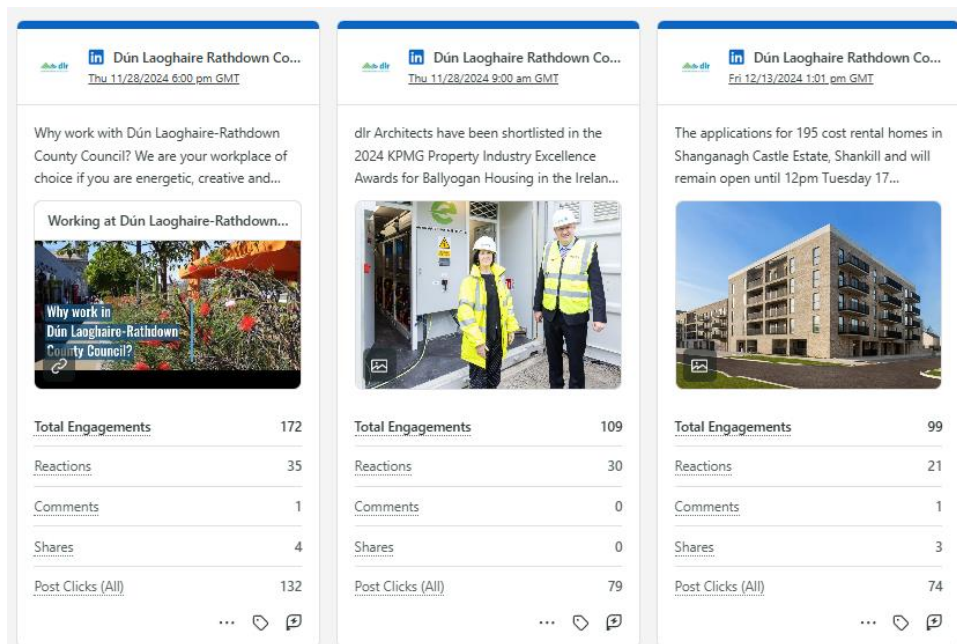 dlr
Dún Laoghaire Rathdown Co...
Thu 11/28/2024 6:00 pm GMT
Why work with Dún Laoghaire-Rathdown
County Council? We are your workplace of
choice if you are energetic, creative and...
Working at Dún Laoghaire-Rathdown...
Why work in
Dún Laoghaire-Rathdown
County Council?
Total Engagements 172
Reactions 35
Comments 1
Shares 4
Post Clicks (All) 132
dlr
Dún Laoghaire Rathdown Co...
Thu 11/28/2024 9:00 am GMT
dlr Architects have been shortlisted in the
2024 KPMG Property Industry Excellence
Awards for Ballyogan Housing in the Irelan...
Total Engagements 109
Reactions 30
Comments 0
Shares 0
Post Clicks (All) 79
dlr
Dún Laoghaire Rathdown Co...
Fri 12/13/2024 1:01 pm GMT
The applications for 195 cost rental homes in
Shanganagh Castle Estate, Shankill and will
remain open until 12pm Tuesday 17...
Total Engagements 99
Reactions 21
Comments 1
Shares 3
Post Clicks (All) 74